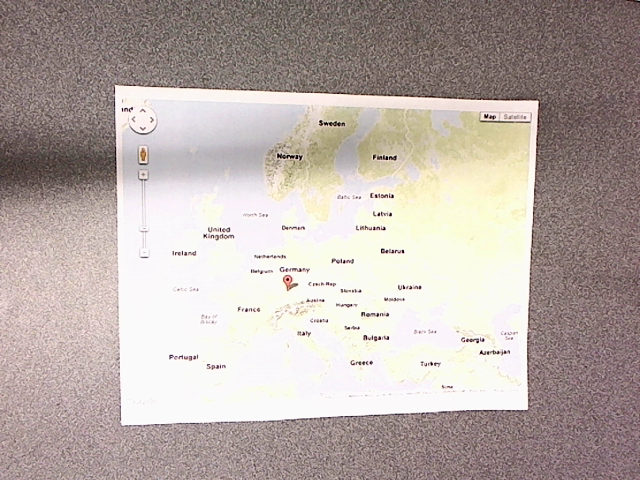 Map Satellite
Sweden
Norway
Finland
Baltic Sea
Estonia
North Sea
Latvia
Denmark
Lithuania
United
Kingdom
Ireland
Belarus
Netherlands
Poland
Belgium
Germany
Czech Rep
Celtic Sea
Slovakia
Ukraine
Austria
Moldova
Hungary
France
Romania
Bay of
Biscay
Croatia
Serbia
Italy
Black Sea
Bulgaria
Georgia
Caspian
Sea
Azerbaijan
Portugal
Spain
Greece
Turkey
Syria